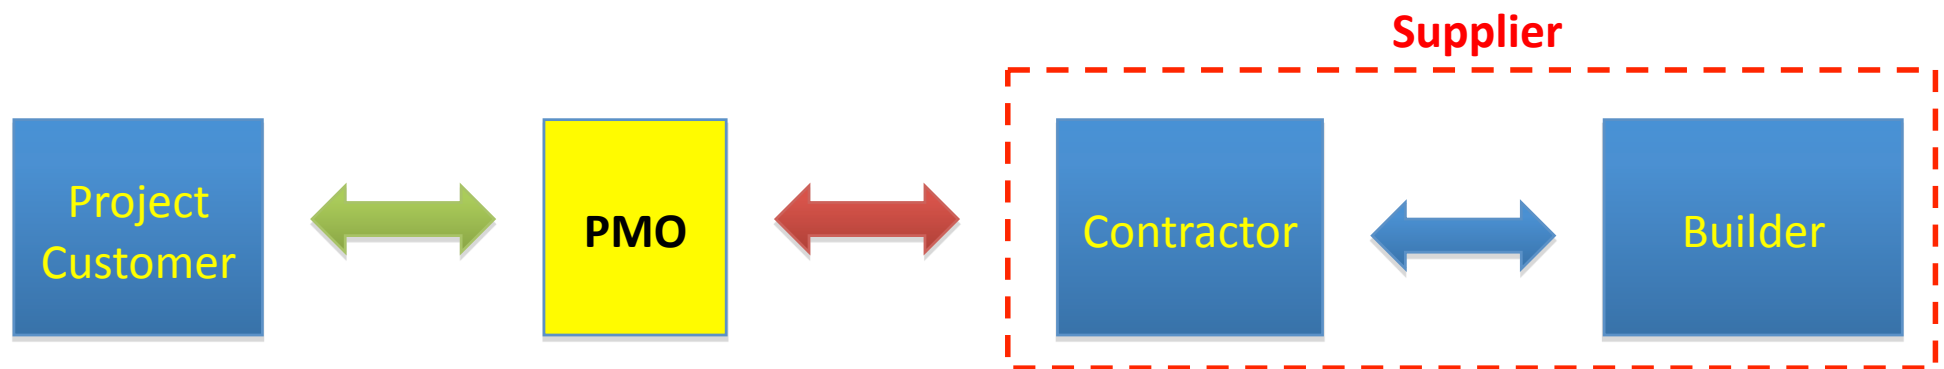 Supplier
Project
Customer
PMO
Contractor
Builder